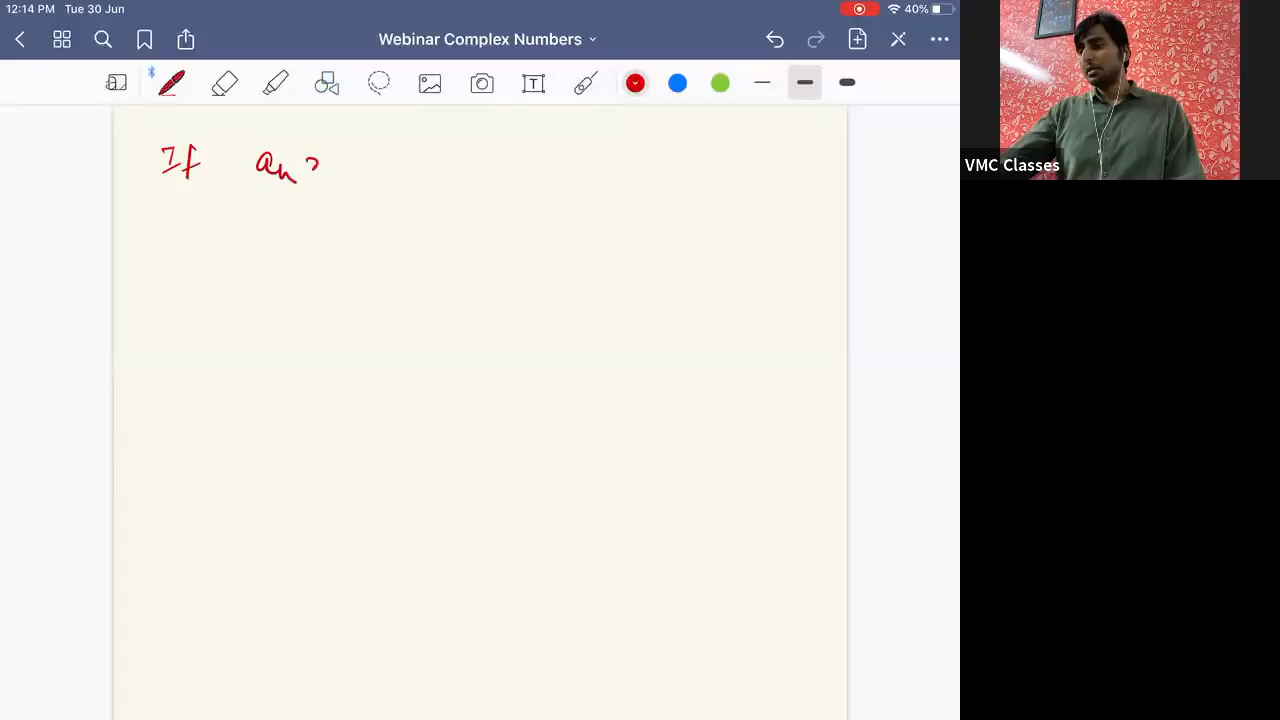 12:14 PM Tue 30 Jun
40%
Webinar Complex Numbers
If an
VMC Classes